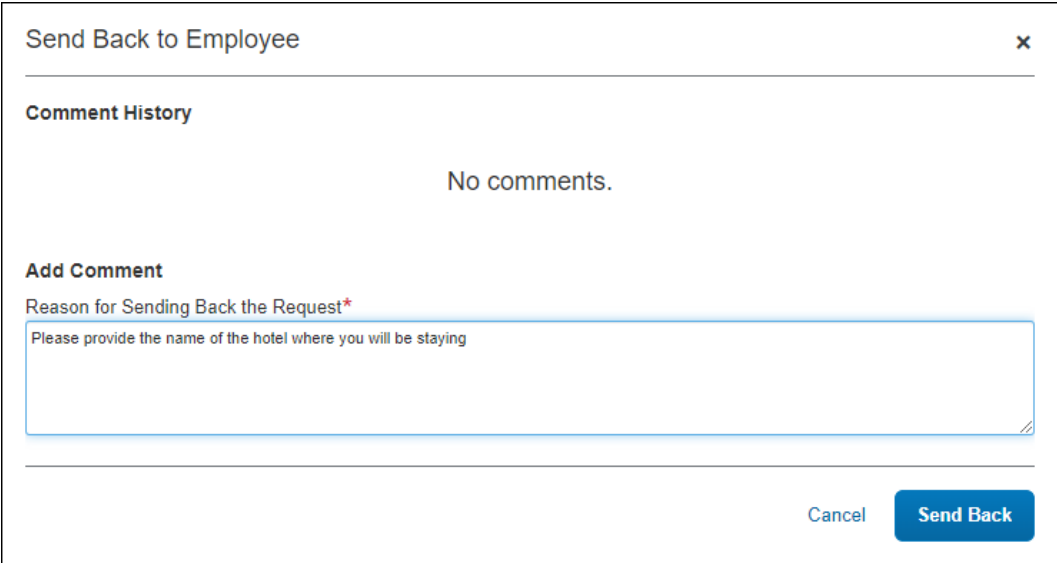 Send Back to Employee
×
Comment History
No comments.
Add Comment
Reason for Sending Back the Request*
Please provide the name of the hotel where you will be staying
Cancel Send Back